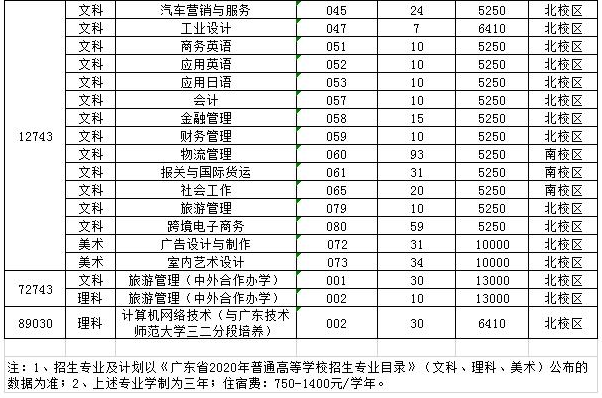 文科 汽车营销与服务 045 24 5250 北校区
文科 工业设计 047 7 6410 北校区
文科 商务英语 051 10 5250 北校区
文科 应用英语 052 10 5250 北校区
文科 应用日语 053 10 5250 北校区
文科 会计 057 10 5250 北校区
文科 金融管理 058 15 5250 北校区
12743 文科 财务管理 059 10 5250 北校区
文科 物流管理 060 93 5250 南校区
文科 报关与国际货运 061 31 5250 南校区
文科 社会工作 065 20 5250 南校区
文科 旅游管理 079 10 5250 北校区
文科 跨境电子商务 080 59 5250 北校区
美术 广告设计与制作 072 31 10000 北校区
美术 室内艺术设计 073 34 10000 北校区
72743 文科 旅游管理（中外合作办学） 001 30 13000 北校区
理科 旅游管理（中外合作办学） 002 10 13000 北校区
89030 理科 计算机网络技术（与广东技术
师范大学三二分段培养） 002 30 6410 北校区
注：1、招生专业及计划以《广东省2020年普通高等学校招生专业目录》（文科、理科、美术）公布的
数据为准；2、上述专业学制为三年；住宿费：750-1400元/学年。